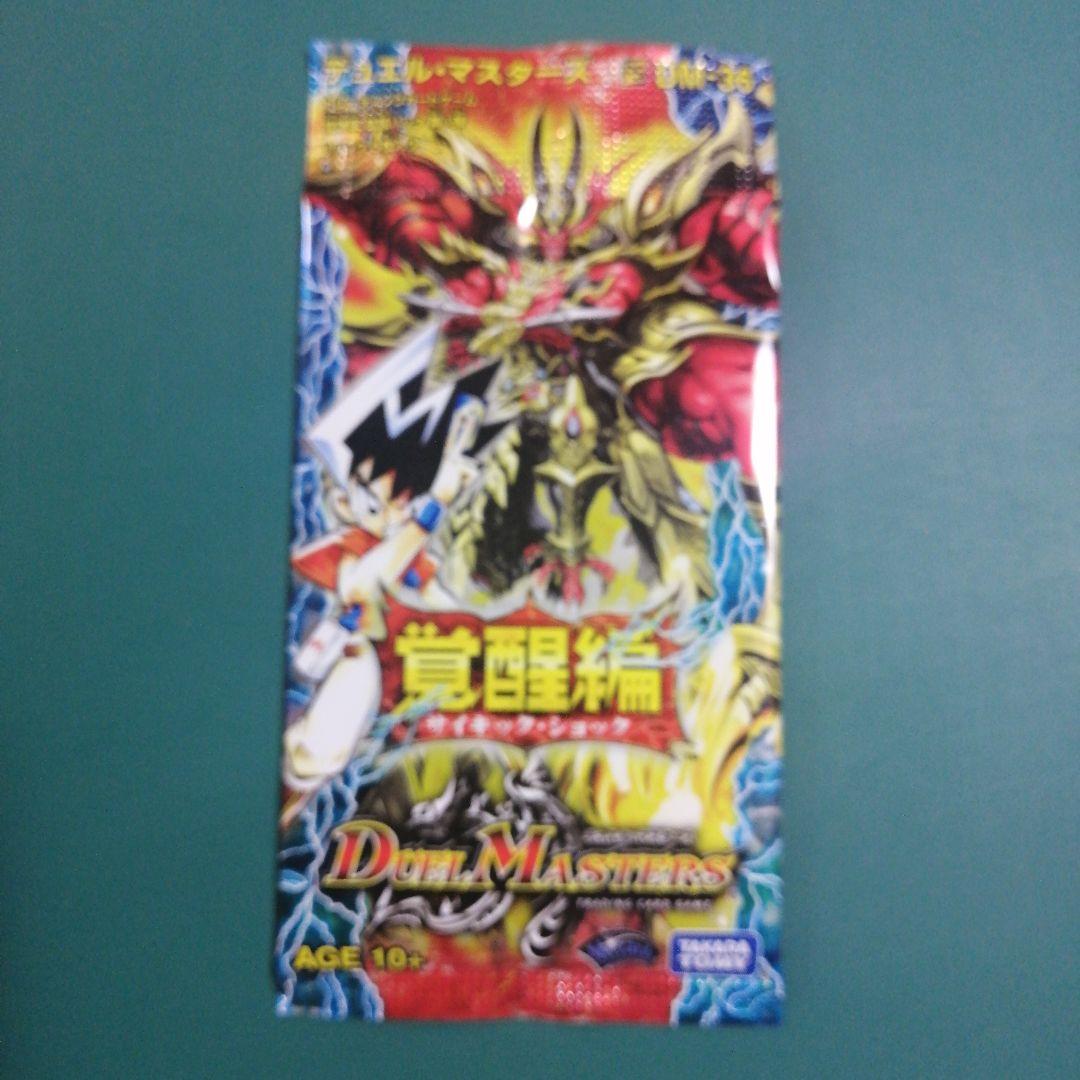 デュエル・マスターズ DM-36
覚醒編
サイキック・ショック
DUEL MASTERS
TRADING CARD GAME
AGE 10+
TAKARA TOMY